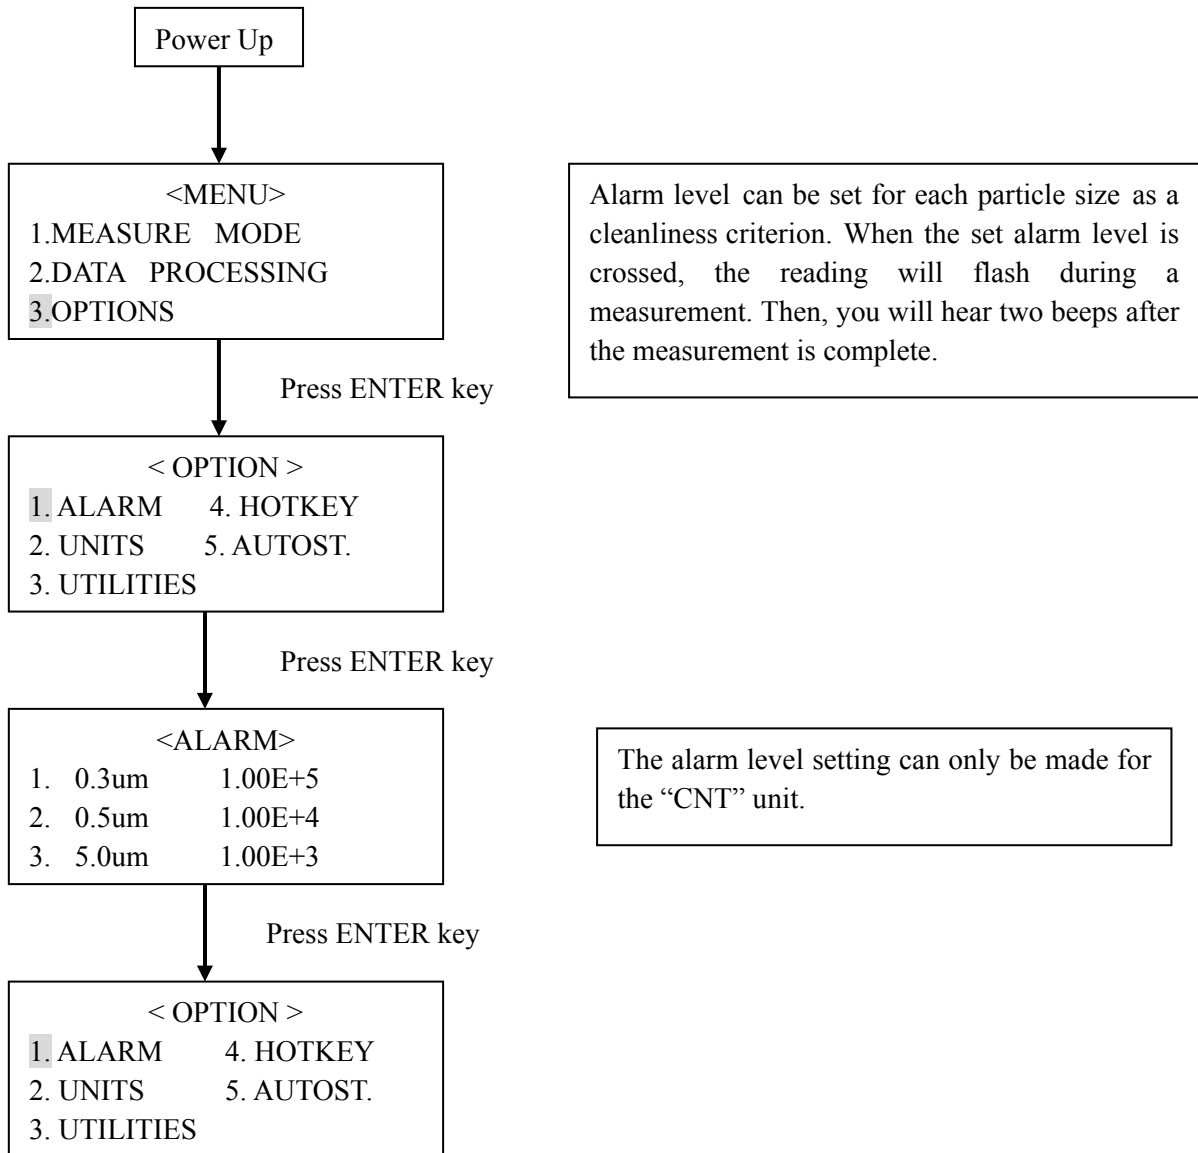 Power Up
<MENU>
1.MEASURE MODE
2.DATA PROCESSING
3.OPTIONS
Alarm level can be set for each particle size as a
cleanliness criterion. When the set alarm level is
crossed, the reading will flash during a
measurement. Then, you will hear two beeps after
the measurement is complete.
Press ENTER key
< OPTION >
1. ALARM 4. HOTKEY
2. UNITS 5. AUTOST.
3. UTILITIES
Press ENTER key
<ALARM>
1. 0.3um 1.00E+5
2. 0.5um 1.00E+4
3. 5.0um 1.00E+3
The alarm level setting can only be made for
the “CNT” unit.
Press ENTER key
< OPTION >
1. ALARM 4. HOTKEY
2. UNITS 5. AUTOST.
3. UTILITIES